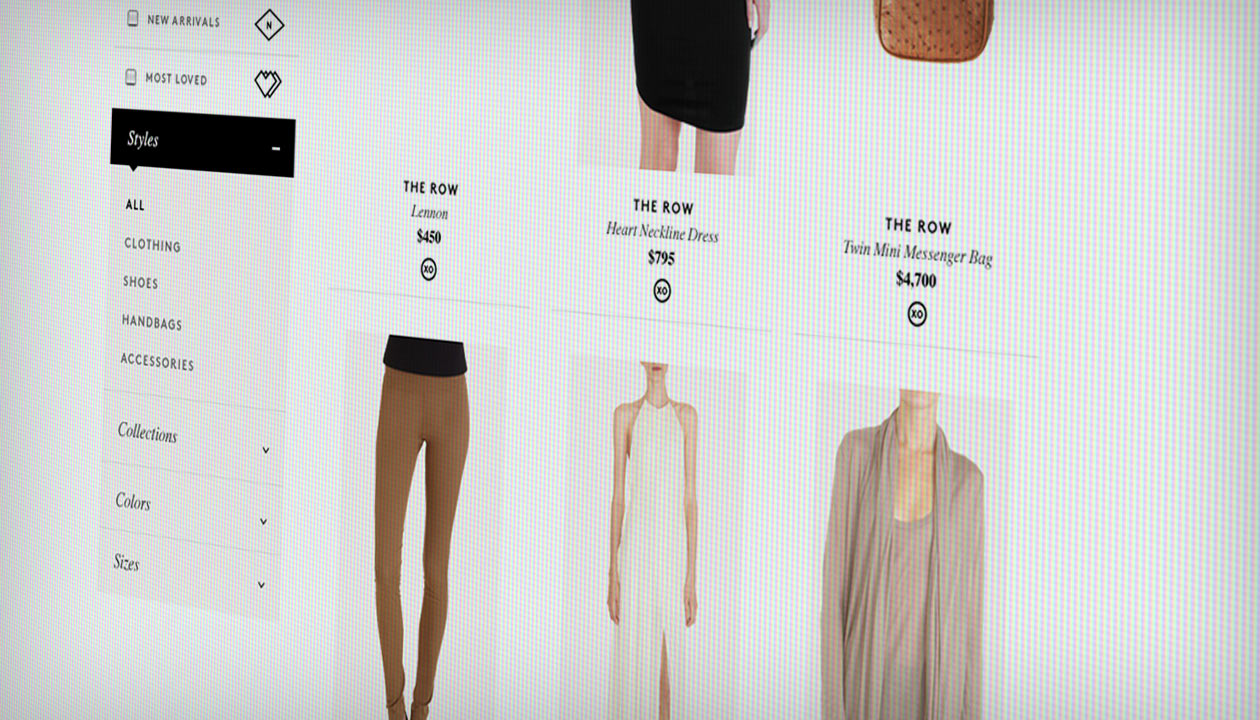 NEW ARRIVALS
N
MOST LOVED
Styles
ALL
CLOTHING
SHOES
HANDBAGS
ACCESSORIES
Collections
Colors
Sizes
THE ROW
Lennon
$450
XO
THE ROW
Heart Neckline Dress
$795
XO
THE ROW
Twin Mini Messenger Bag
$4,700
XO